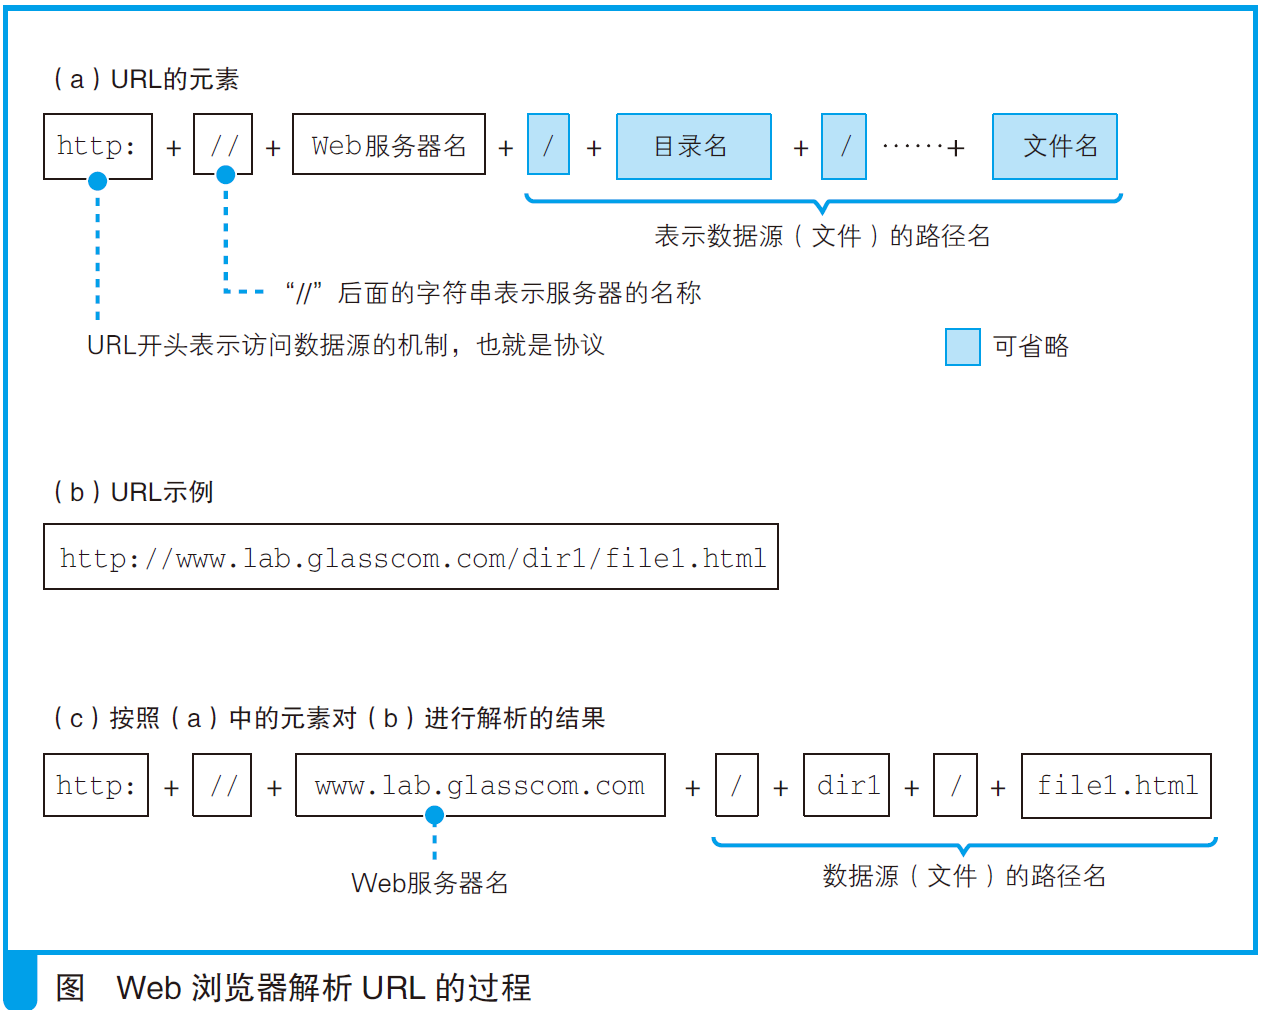 （a）URL的元素
http: + // + Web服务器名 + / + 目录名 + / ……+ 文件名
表示数据源（文件）的路径名
“//”后面的字符串表示服务器的名称
URL开头表示访问数据源的机制，也就是协议
可省略
（b）URL示例
http://www.lab.glasscom.com/dir1/file1.html
（c）按照（a）中的元素对（b）进行解析的结果
http: + // + www.lab.glasscom.com + / + dir1 + / + file1.html
Web服务器名
数据源（文件）的路径名
图 Web 浏览器解析 URL 的过程